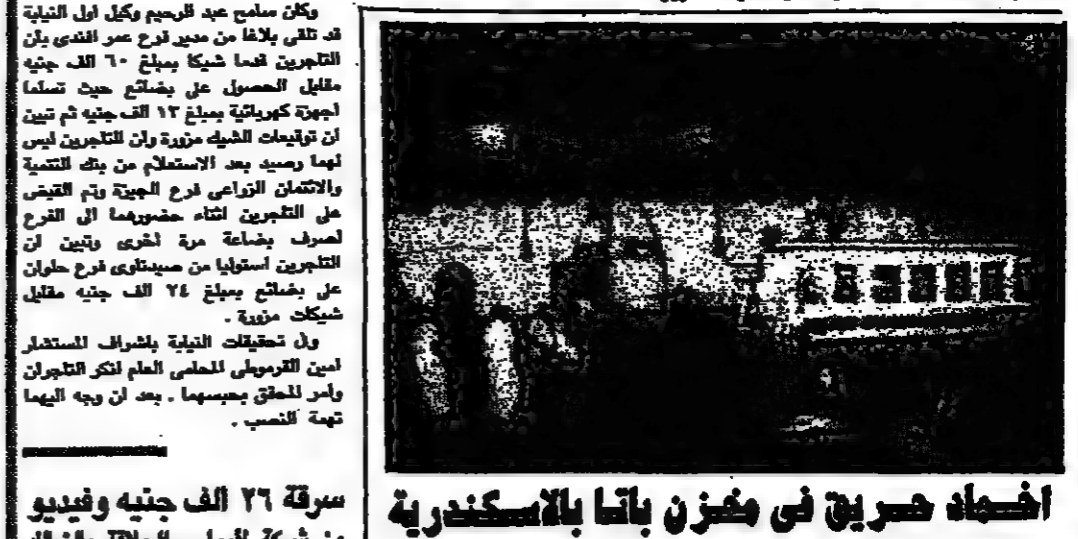 وكان سامح عبد الرحيم وكيل اول النيابة
قد تلقى بلاغا من مدير فرع عمر افندى بان
التاجرين قدما شيكا بمبلغ ٦٠ الف جنيه
مقابل الحصول على بضائع حيث تسلما
اجهزة كهربائية بمبلغ ١٣ الف جنيه ثم تبين
ان توقيعات الشيك مزورة وان التاجرين ليس
لهما رصيد بعد الاستعلام من بنك التنمية
والائتمان الزراعى فرع الجيزة وتم القبض
على التاجرين اثناء حضورهما الى الفرع
لصرف بضاعة مرة اخرى وتبين ان
التاجرين استوليا من صيدناوى فرع حلوان
على بضائع بمبلغ ٢٤ الف جنيه مقابل
شيكات مزورة .
وفى تحقيقات النيابة باشراف المستشار
امين القرموطى المحامى العام انكر التاجران
وأمر المحقق بحبسهما . بعد ان وجه اليهما
تهمة النصب .
سرقة ٢٦ الف جنيه وفيديو
اخماد حريق فى مخزن باتا بالاسكندرية